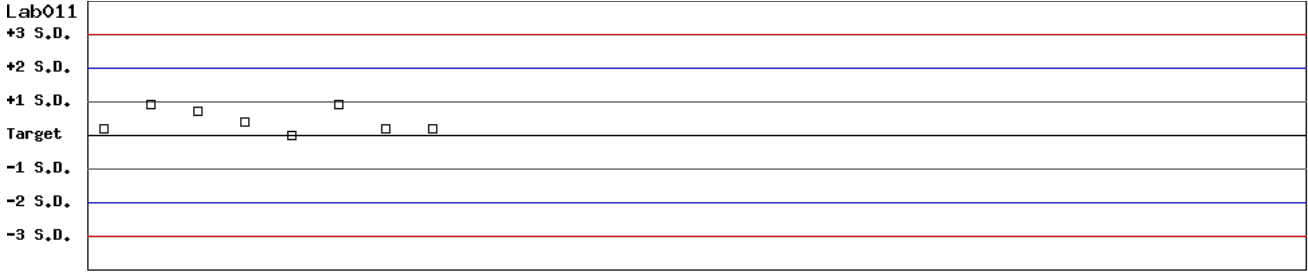 Lab011
+3 S.D.
+2 S.D.
+1 S.D.
Target
-1 S.D.
-2 S.D.
-3 S.D.